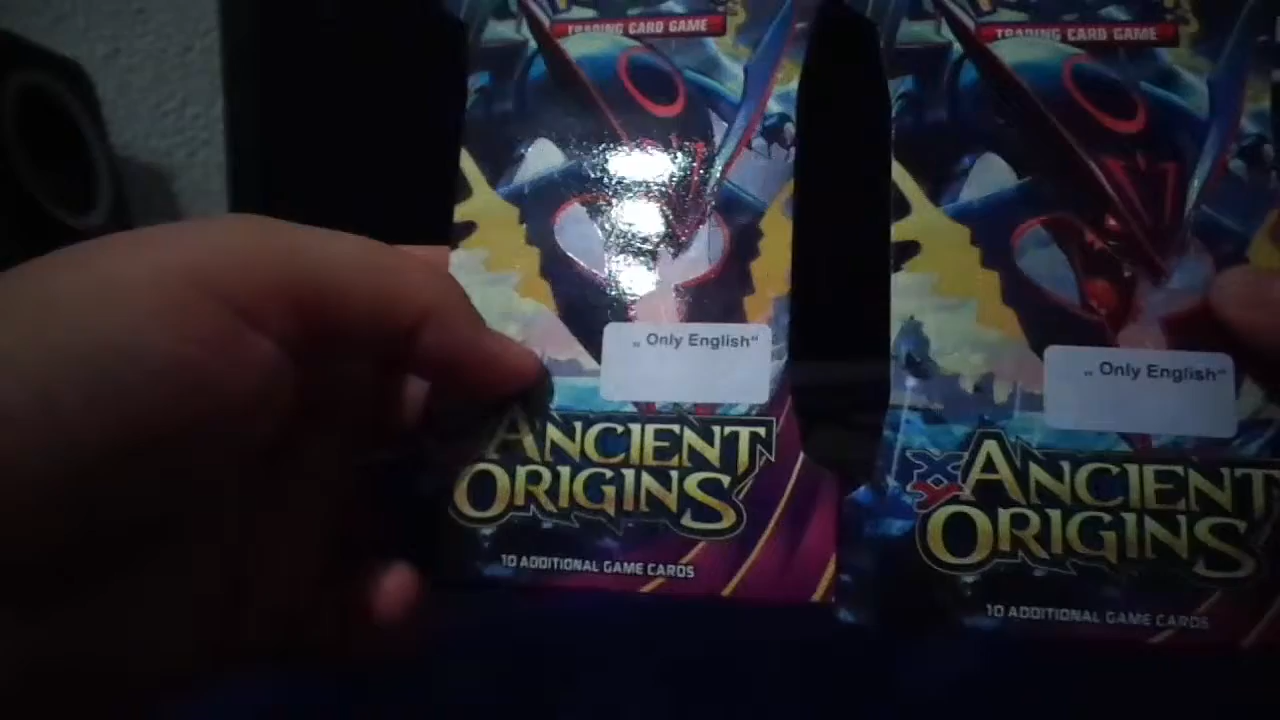 TRADING CARD GAME
„ Only English“
ANCIENT
ORIGINS
10 ADDITIONAL GAME CARDS
TRADING CARD GAME
„ Only English“
XY ANCIENT
ORIGINS
10 ADDITIONAL GAME CARDS